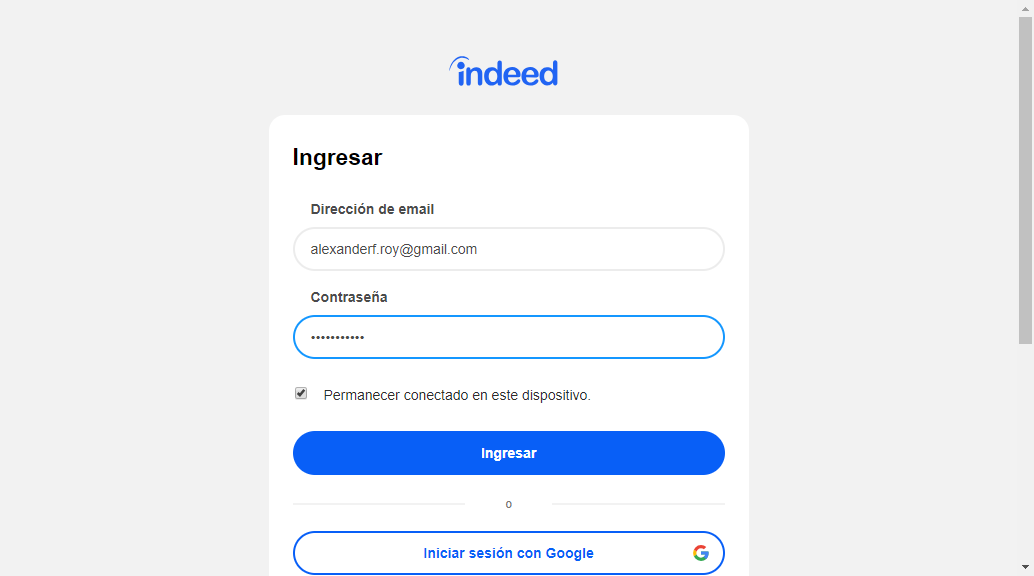 indeed
Ingresar
Dirección de email
alexanderf.roy@gmail.com
Contraseña
•••••••••••
Permanecer conectado en este dispositivo.
Ingresar
o
Iniciar sesión con Google